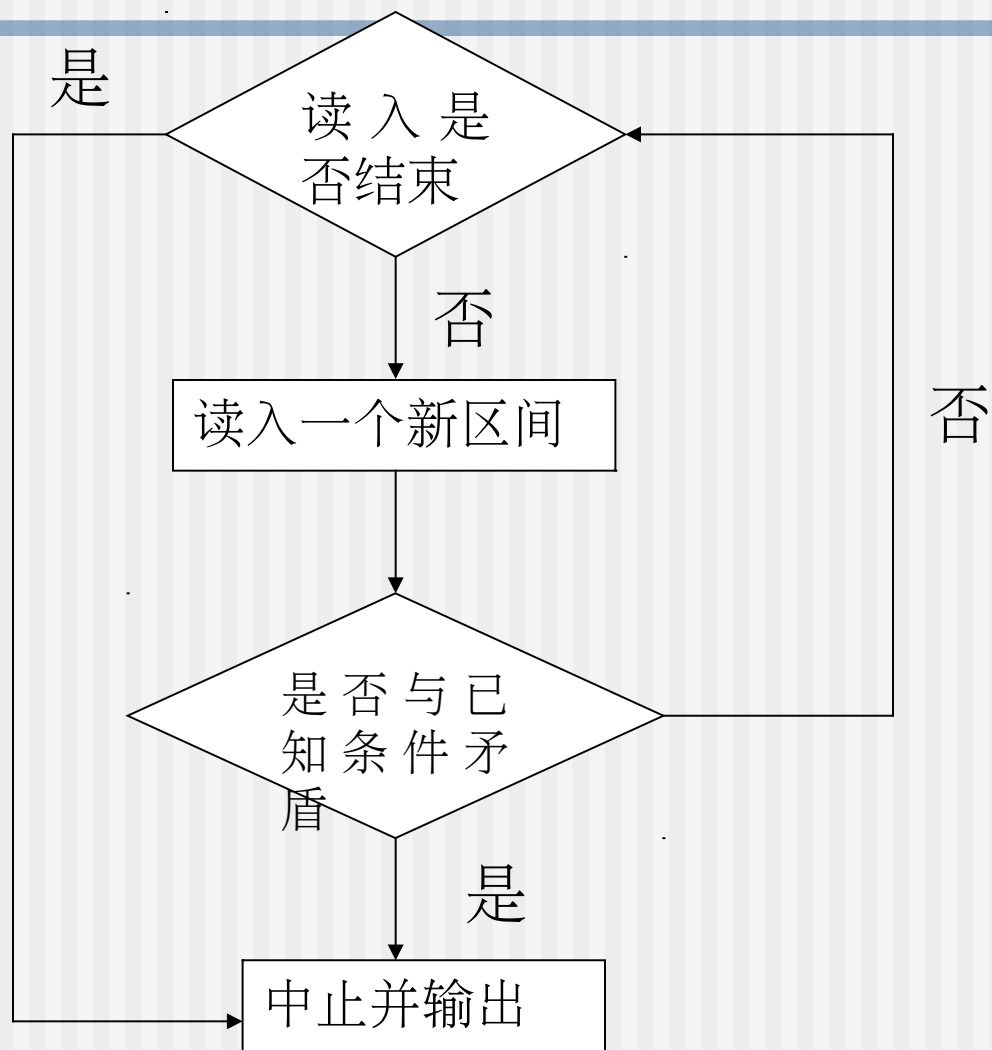 是
读 入 是
否结束
否
读入一个新区间
否
是 否 与 已
知 条 件 矛
盾
是
中止并输出